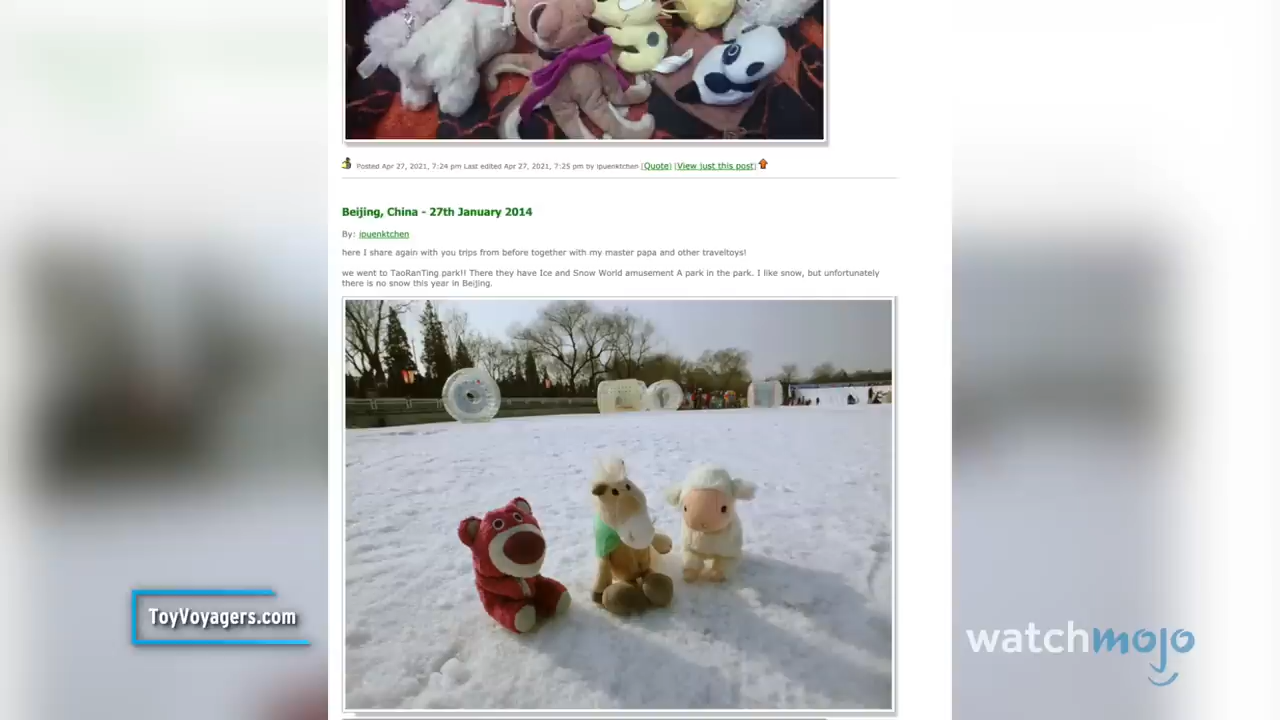 Posted Apr 27, 2021, 7:24 pm Last edited Apr 27, 2021, 7:25 pm by ipuenktchen [Quote] [View just this post]
Beijing, China - 27th January 2014
By: ipuenktchen
here I share again with you trips from before together with my master papa and other traveltoys!
we went to TaoRanTing park!! There they have Ice and Snow World amusement A park in the park. I like snow, but unfortunately
there is no snow this year in Beijing.
ToyVoyagers.com
watchmojo